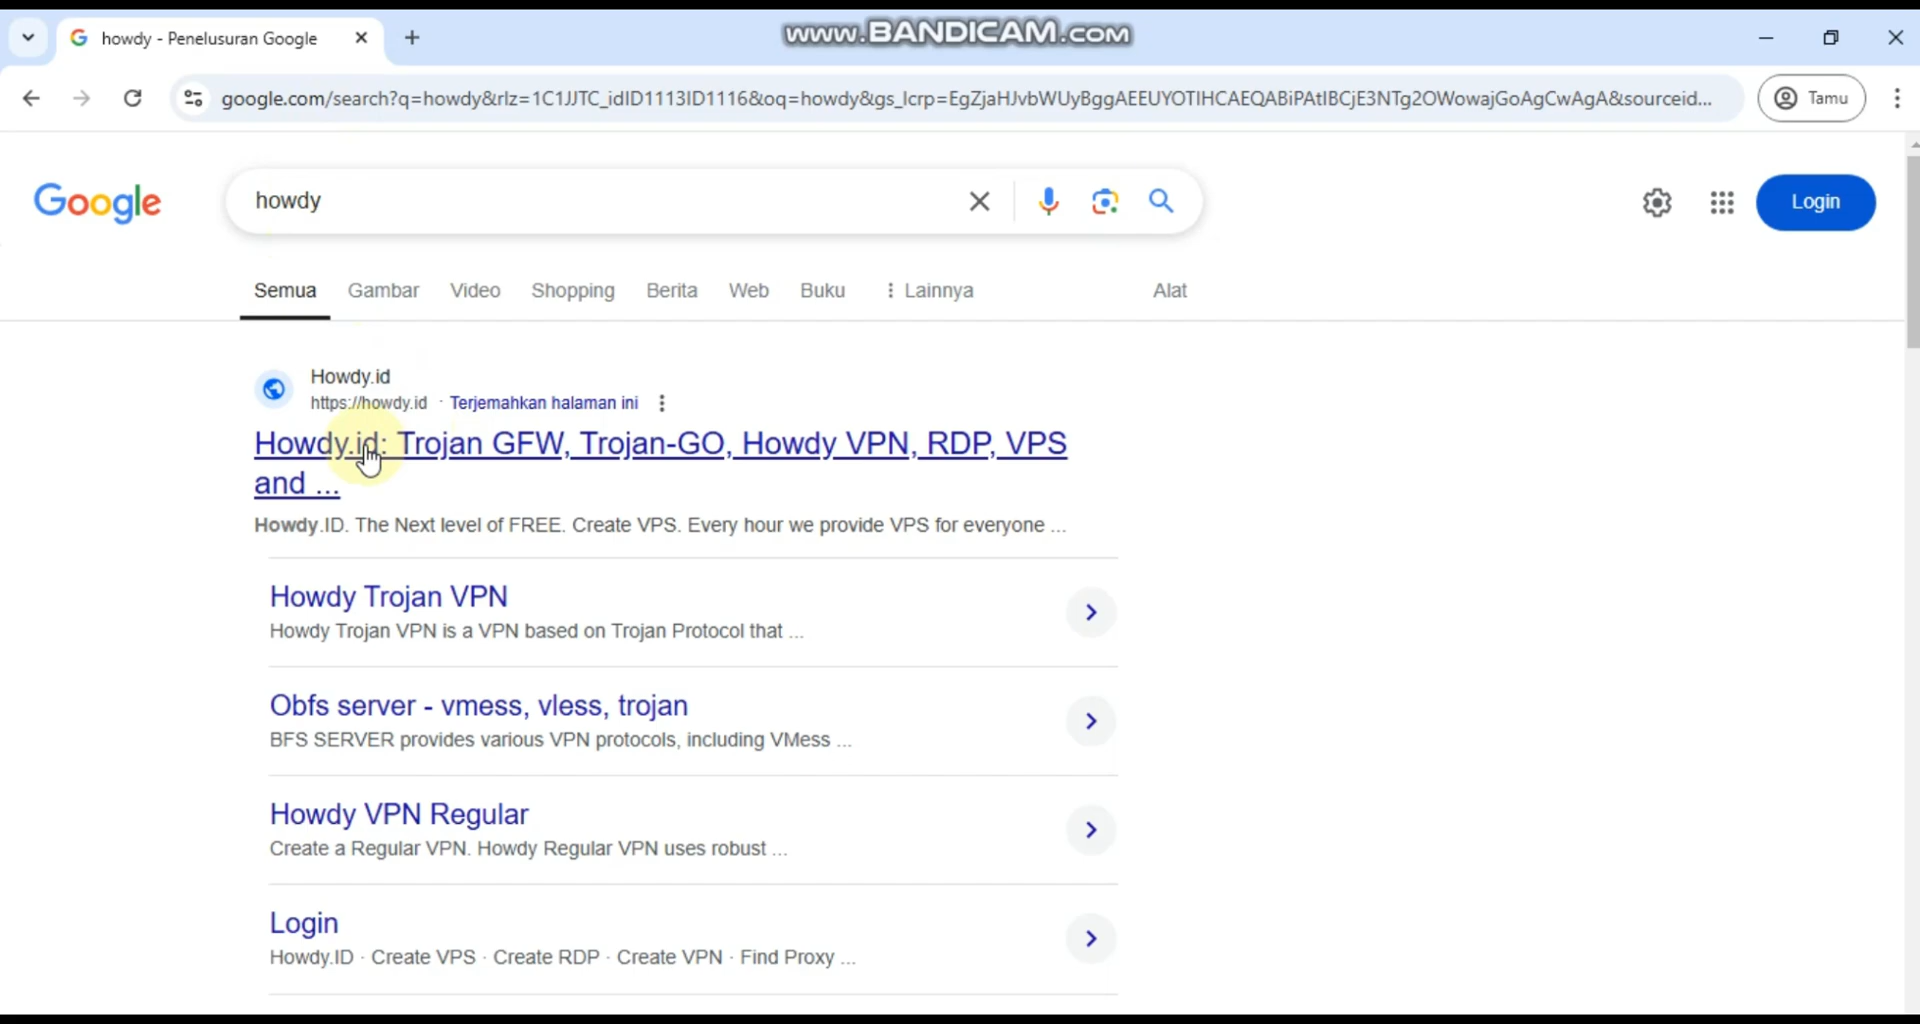 howdy - Penelusuran Google
www.BANDICAM.com
google.com/search?q=howdy&rlz=1C1JJTC_idID1113ID1116&oq=howdy&gs_lcrp=EgZjaHJvbWUyBggAEEUYOTIHCAEQABiPAtIBCjE3NTg2OWowajGoAgCwAgA&sourceid...
Tamu
Google
howdy
Login
Semua Gambar Video Shopping Berita Web Buku Lainnya Alat
Howdy.id
https://howdy.id · Terjemahkan halaman ini
Howdy.id: Trojan GFW, Trojan-GO, Howdy VPN, RDP, VPS
and ...
Howdy.ID. The Next level of FREE. Create VPS. Every hour we provide VPS for everyone ...
Howdy Trojan VPN
Howdy Trojan VPN is a VPN based on Trojan Protocol that ...
Obfs server - vmess, vless, trojan
BFS SERVER provides various VPN protocols, including VMess ...
Howdy VPN Regular
Create a Regular VPN. Howdy Regular VPN uses robust ...
Login
Howdy.ID · Create VPS · Create RDP · Create VPN · Find Proxy ...